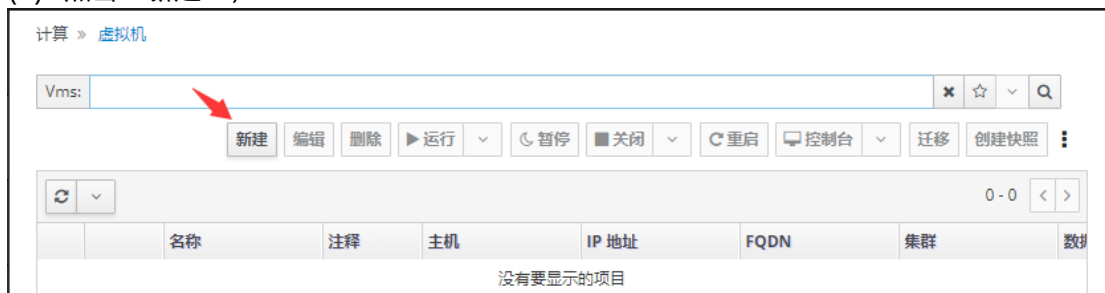 计算 » 虚拟机
Vms:
新建 编辑 删除 运行 暂停 关闭 重启 控制台 迁移 创建快照
0 - 0
名称 注释 主机 IP 地址 FQDN 集群
没有要显示的项目